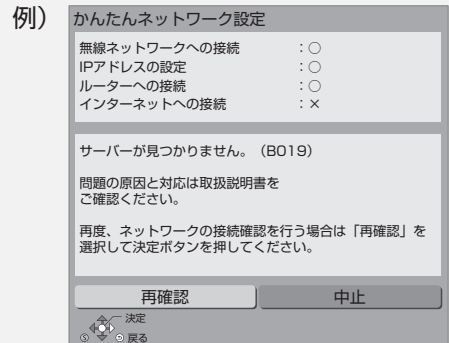 例)
かんたんネットワーク設定
無線ネットワークへの接続 : ○
IPアドレスの設定 : ○
ルーターへの接続 : ○
インターネットへの接続 : ×
サーバーが見つかりません。(B019)
問題の原因と対応は取扱説明書を
ご確認ください。
再度、ネットワークの接続確認を行う場合は「再確認」を
選択して決定ボタンを押してください。
再確認 中止
決定
S 戻る